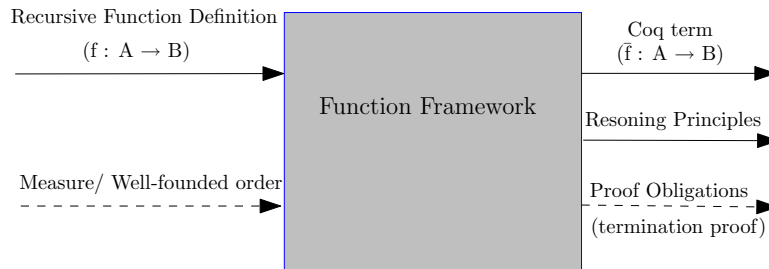 Recursive Function Definition
(f : A → B)
Measure/ Well-founded order
Function Framework
Coq term
(f̄ : A → B)
Resoning Principles
Proof Obligations
(termination proof)